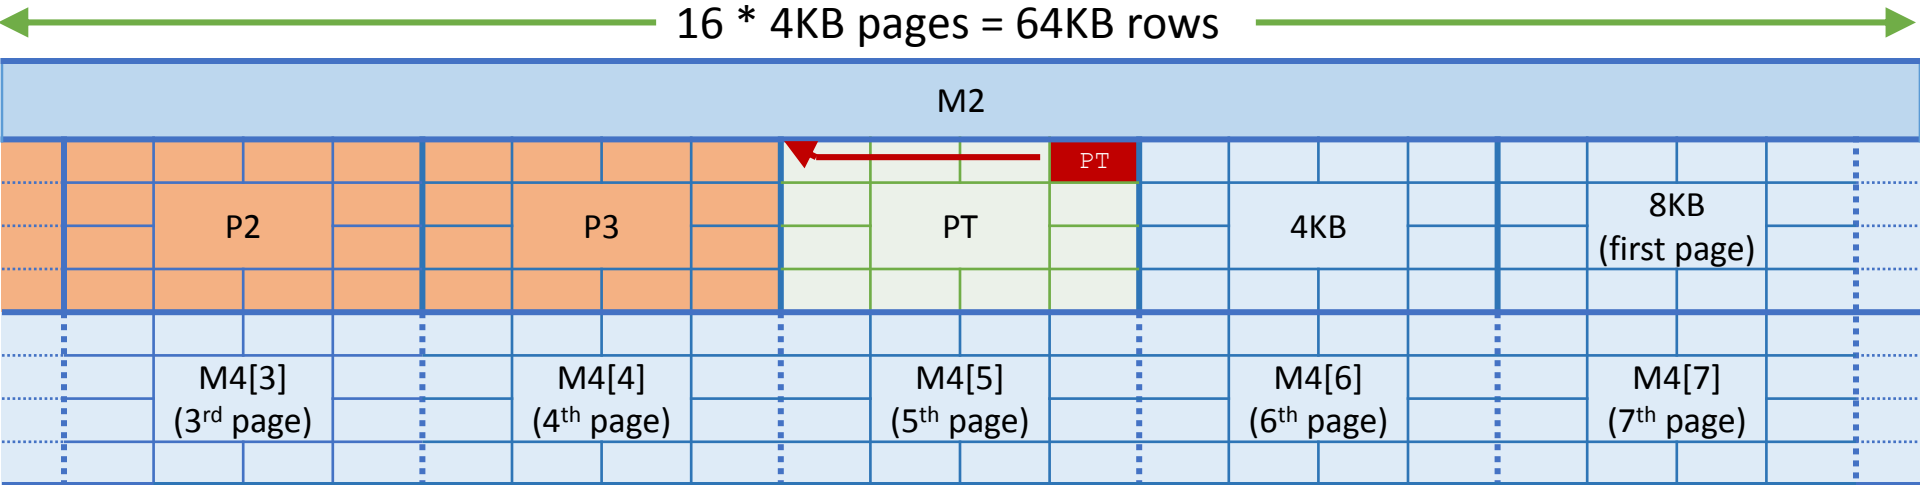 16 * 4KB pages = 64KB rows
M2
PT
P2
P3
PT
4KB
8KB
(first page)
M4[3]
(3rd page)
M4[4]
(4th page)
M4[5]
(5th page)
M4[6]
(6th page)
M4[7]
(7th page)